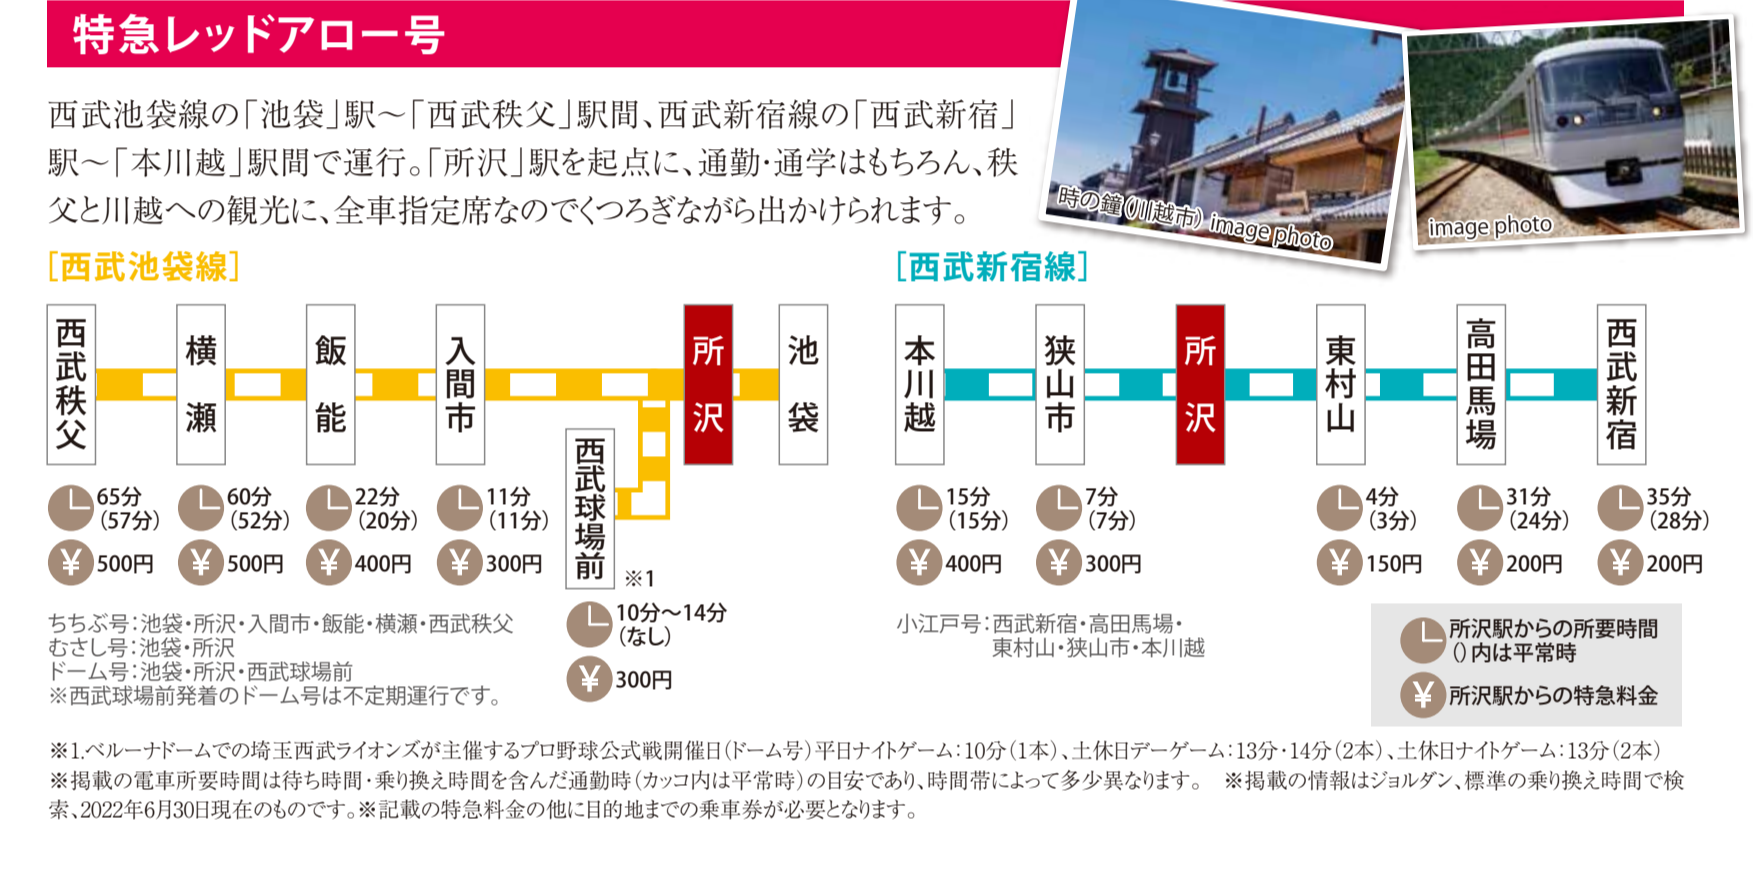 特急レッドアロー号
西武池袋線の「池袋」駅～「西武秩父」駅間、西武新宿線の「西武新宿」
駅～「本川越」駅間で運行。「所沢」駅を起点に、通勤・通学はもちろん、秩
父と川越への観光に、全車指定席なのでくつろぎながら出かけられます。
時の鐘(川越市) image photo
image photo
[西武池袋線]
西武秩父
横瀬
飯能
入間市
所沢
池袋
西武球場前
65分
(57分)
¥ 500円
60分
(52分)
¥ 500円
22分
(20分)
¥ 400円
11分
(11分)
¥ 300円
※1
10分～14分
(なし)
¥ 300円
ちちぶ号：池袋・所沢・入間市・飯能・横瀬・西武秩父
むさし号：池袋・所沢
ドーム号：池袋・所沢・西武球場前
※西武球場前発着のドーム号は不定期運行です。
[西武新宿線]
本川越
狭山市
所沢
東村山
高田馬場
西武新宿
15分
(15分)
¥ 400円
7分
(7分)
¥ 300円
4分
(3分)
¥ 150円
31分
(24分)
¥ 200円
35分
(28分)
¥ 200円
小江戸号：西武新宿・高田馬場・
東村山・狭山市・本川越
所沢駅からの所要時間
()内は平常時
¥ 所沢駅からの特急料金
※1.ベルーナドームでの埼玉西武ライオンズが主催するプロ野球公式戦開催日(ドーム号)平日ナイトゲーム：10分(1本)、土休日デーゲーム：13分・14分(2本)、土休日ナイトゲーム：13分(2本)
※掲載の電車所要時間は待ち時間・乗り換え時間を含んだ通勤時(カッコ内は平常時)の目安であり、時間帯によって多少異なります。 ※掲載の情報はジョルダン、標準の乗り換え時間で検
索、2022年6月30日現在のものです。※記載の特急料金の他に目的地までの乗車券が必要となります。